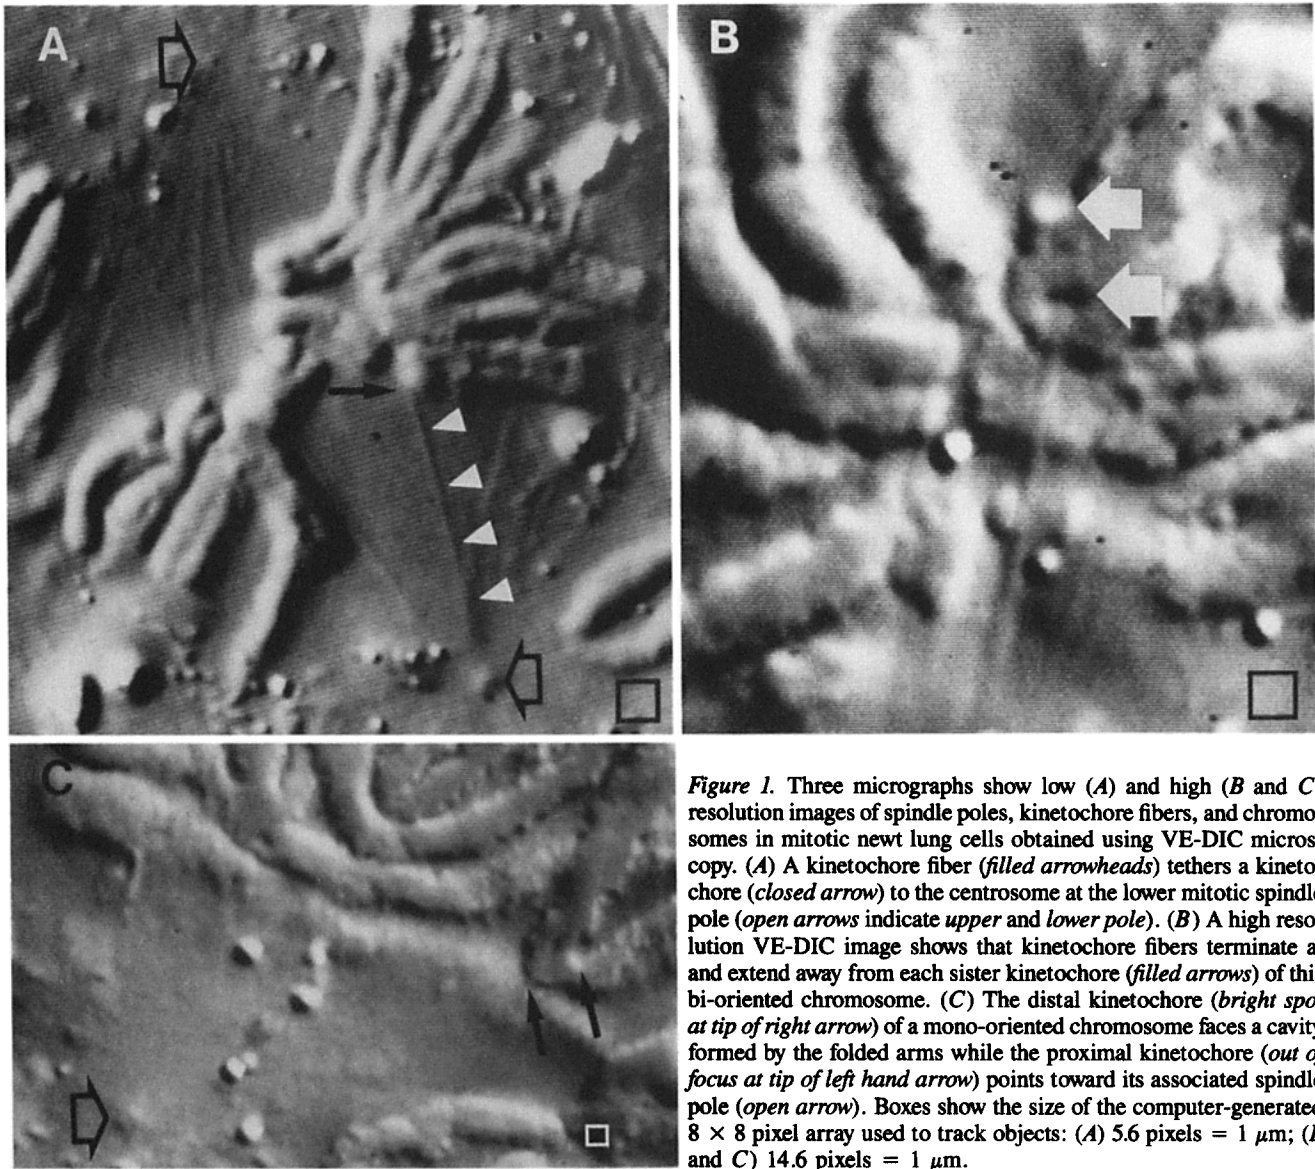 A
B
C
Figure 1. Three micrographs show low (A) and high (B and C
resolution images of spindle poles, kinetochore fibers, and chromo
somes in mitotic newt lung cells obtained using VE-DIC micros
copy. (A) A kinetochore fiber (filled arrowheads) tethers a kineto
chore (closed arrow) to the centrosome at the lower mitotic spindl
pole (open arrows indicate upper and lower pole). (B) A high reso
lution VE-DIC image shows that kinetochore fibers terminate a
and extend away from each sister kinetochore (filled arrows) of thi
bi-oriented chromosome. (C) The distal kinetochore (bright spo
at tip of right arrow) of a mono-oriented chromosome faces a cavity
formed by the folded arms while the proximal kinetochore (out o
focus at tip of left hand arrow) points toward its associated spindl
pole (open arrow). Boxes show the size of the computer-generated
8 × 8 pixel array used to track objects: (A) 5.6 pixels = 1 μm; (B
and C) 14.6 pixels = 1 μm.